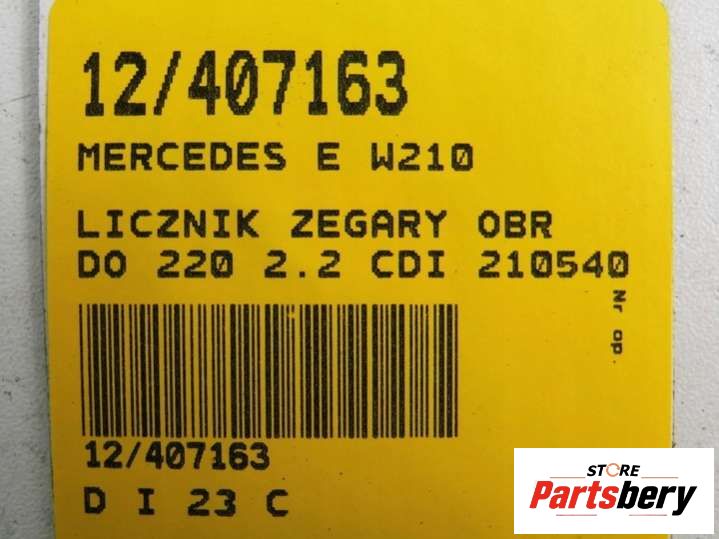 12/407163
MERCEDES E W210
LICZNIK ZEGARY OBR
DO 220 2.2 CDI 210540
Nr op.
12/407163
D I 23 C
STORE
Partsbery